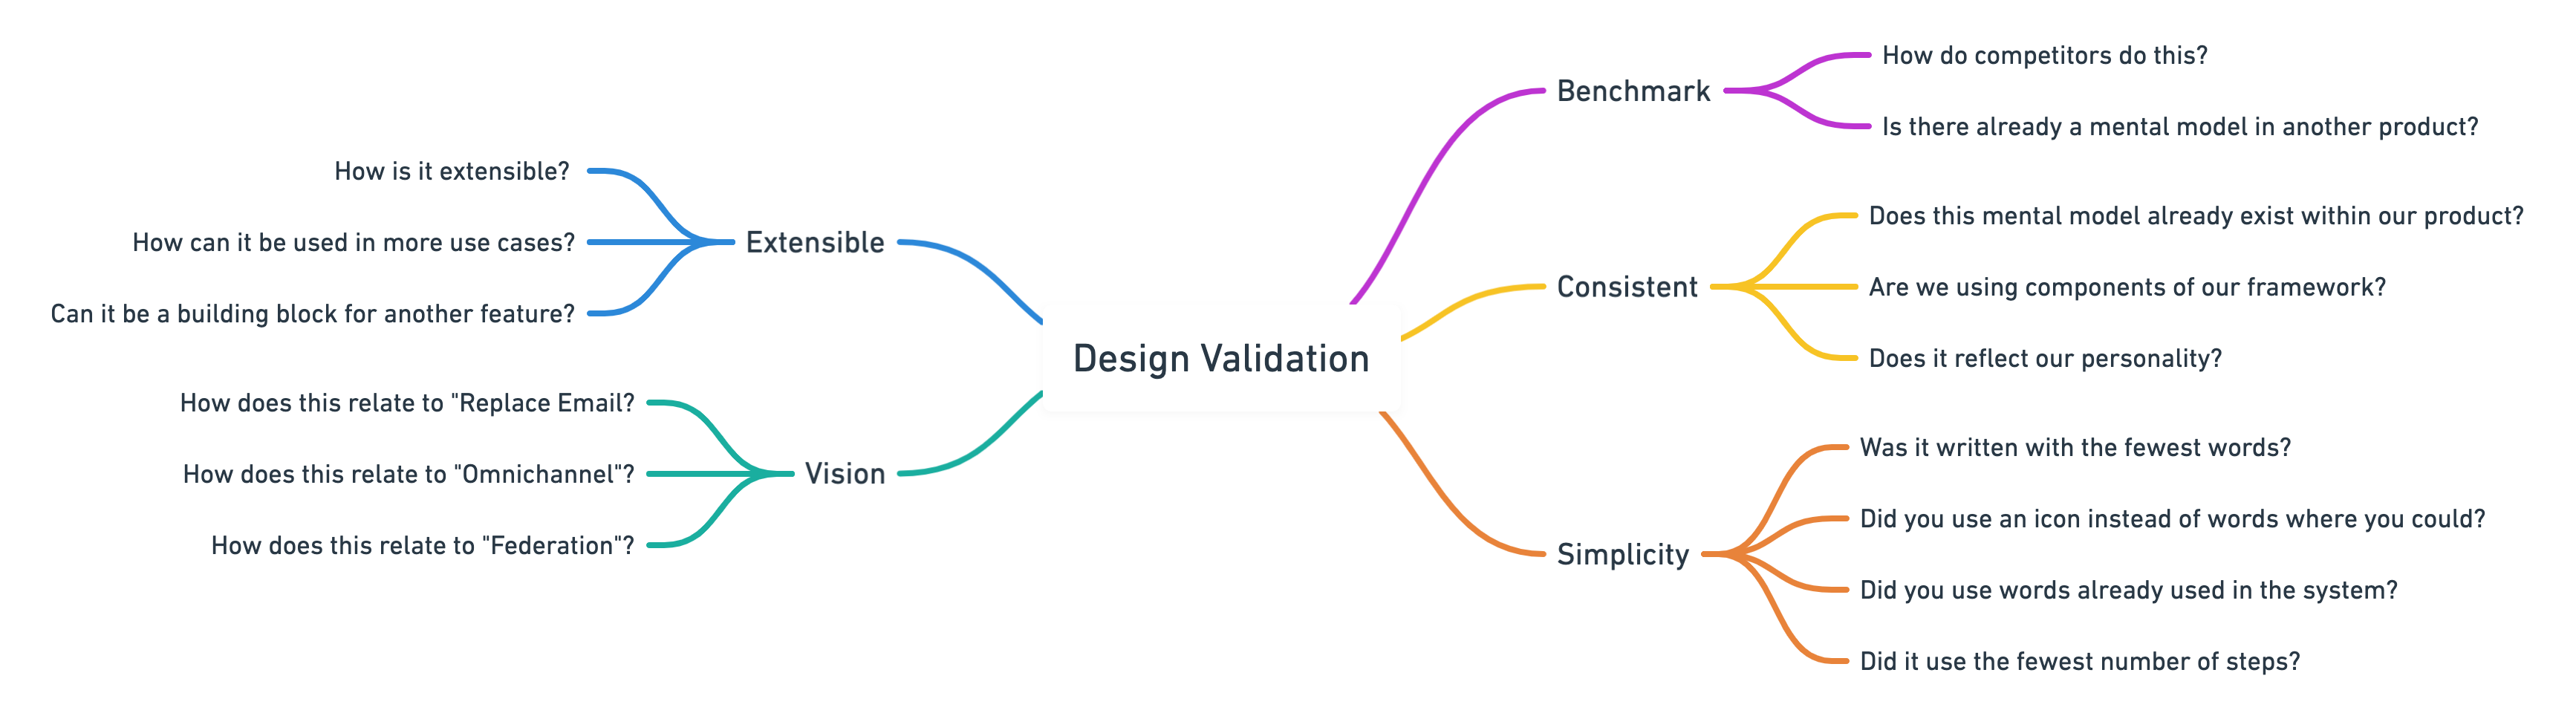 Design Validation
Benchmark
How do competitors do this?
Is there already a mental model in another product?
Consistent
Does this mental model already exist within our product?
Are we using components of our framework?
Does it reflect our personality?
Simplicity
Was it written with the fewest words?
Did you use an icon instead of words where you could?
Did you use words already used in the system?
Did it use the fewest number of steps?
Extensible
How is it extensible?
How can it be used in more use cases?
Can it be a building block for another feature?
Vision
How does this relate to "Replace Email?
How does this relate to "Omnichannel"?
How does this relate to "Federation"?